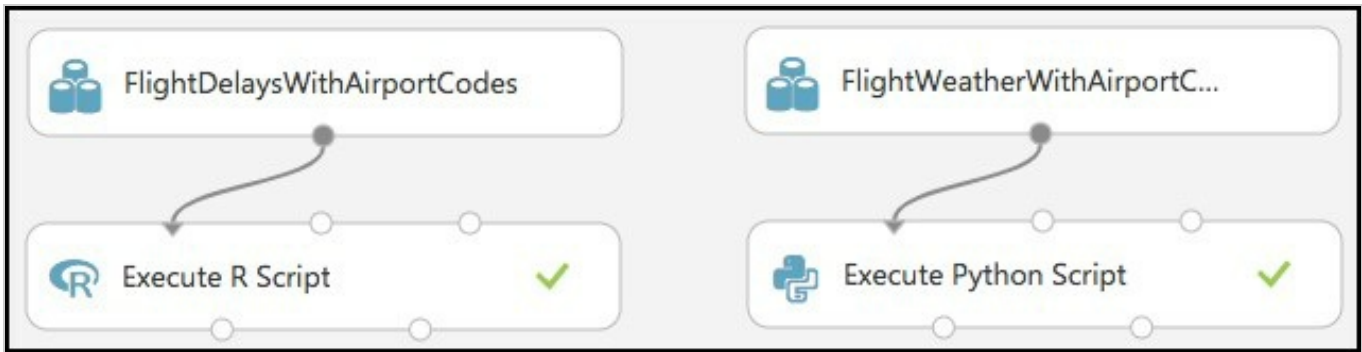 FlightDelaysWithAirportCodes
FlightWeatherWithAirportC...
R Execute R Script
Execute Python Script